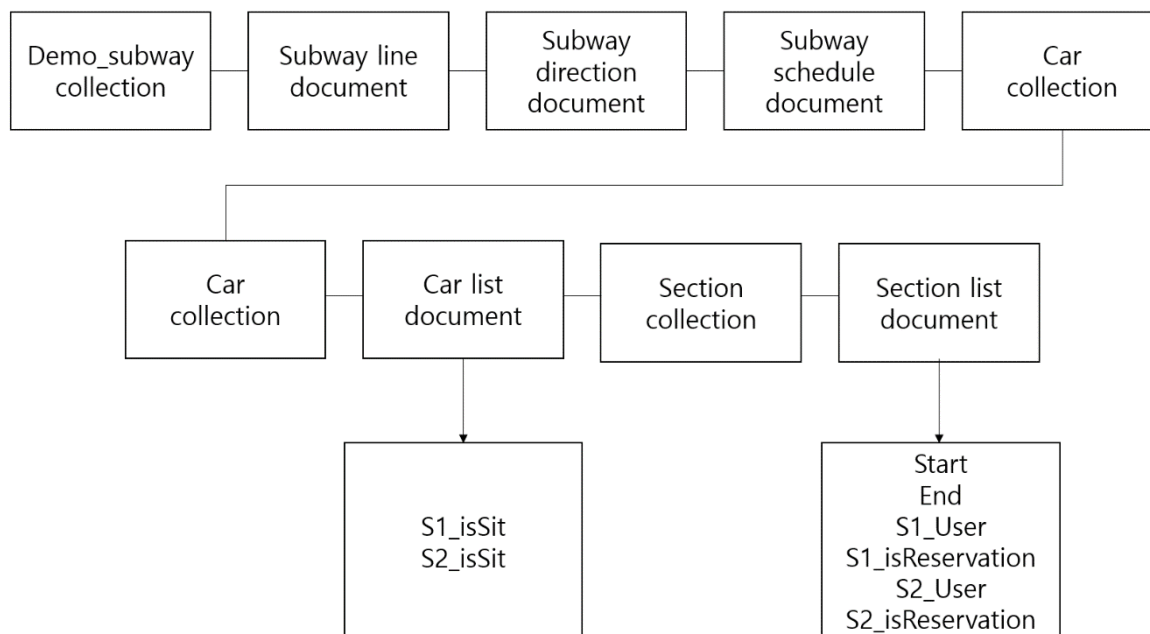 Demo_subway
collection
Subway line
document
Subway
direction
document
Subway
schedule
document
Car
collection
Car
collection
Car list
document
Section
collection
Section list
document
S1_isSit
S2_isSit
Start
End
S1_User
S1_isReservation
S2_User
S2_isReservation